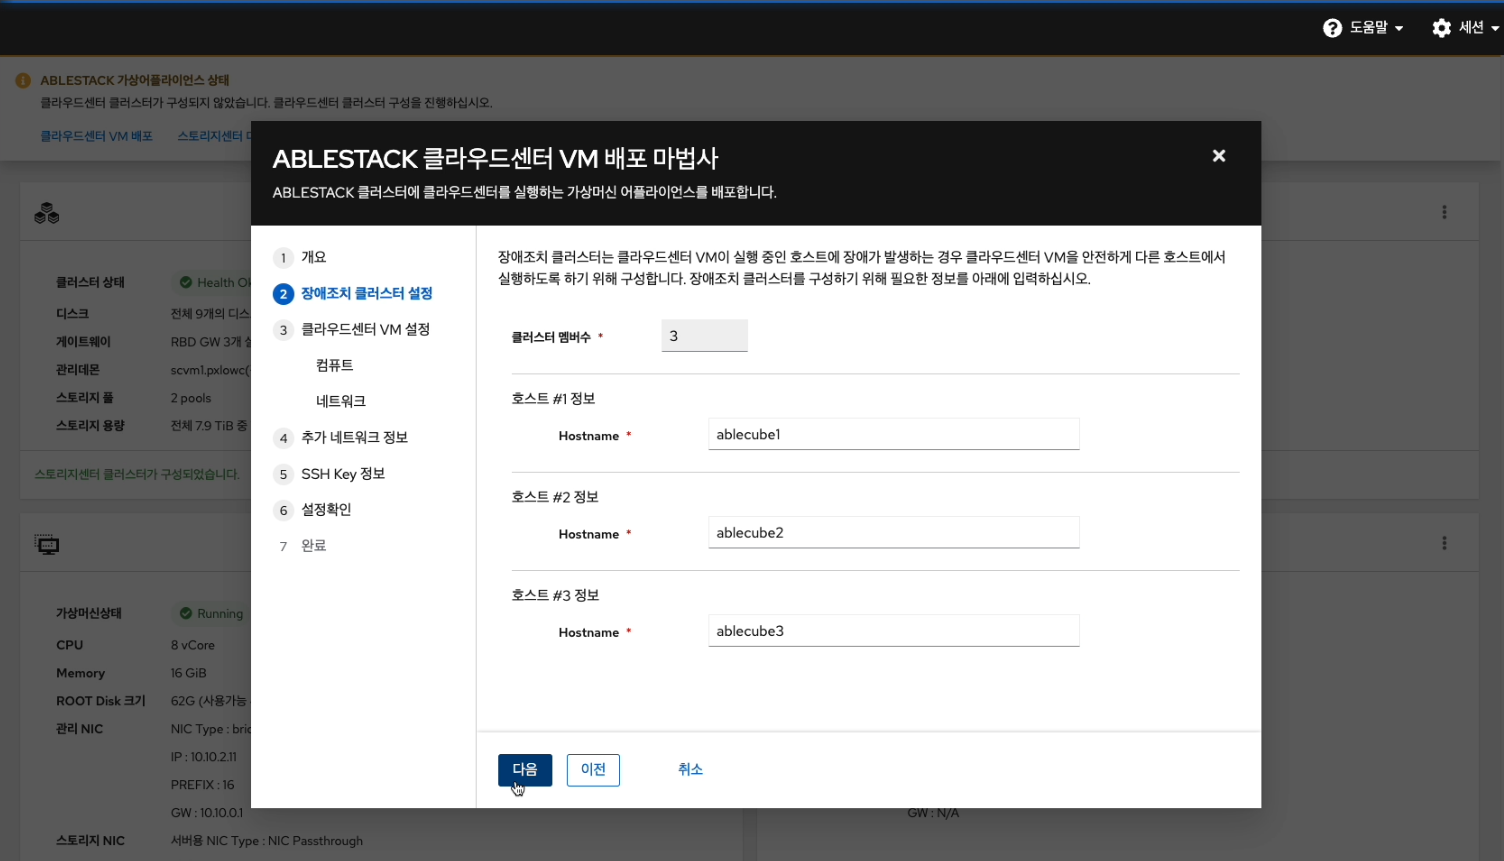 도움말
세션
ABLESTACK 가상어플라이언스 상태
클라우드센터 클러스터가 구성되지 않았습니다. 클라우드센터 클러스터 구성을 진행하십시오.
클라우드센터 VM 배포
스토리지센터
ABLESTACK 클라우드센터 VM 배포 마법사
ABLESTACK 클러스터에 클라우드센터를 실행하는 가상머신 어플라이언스를 배포합니다.
1 개요
2 장애조치 클러스터 설정
3 클라우드센터 VM 설정
컴퓨트
네트워크
4 추가 네트워크 정보
5 SSH Key 정보
6 설정확인
7 완료
장애조치 클러스터는 클라우드센터 VM이 실행 중인 호스트에 장애가 발생하는 경우 클라우드센터 VM을 안전하게 다른 호스트에서
실행하도록 하기 위해 구성합니다. 장애조치 클러스터를 구성하기 위해 필요한 정보를 아래에 입력하십시오.
클러스터 멤버수 * 3
호스트 #1 정보
Hostname * ablecube1
호스트 #2 정보
Hostname * ablecube2
호스트 #3 정보
Hostname * ablecube3
다음
이전
취소
클러스터 상태 Health
디스크 전체 9개의
게이트웨이 RBD GW 3개
관리데몬 scvm1.pxlowc(
스토리지 풀 2 pools
스토리지 용량 전체 7.9 TiB 중
스토리지센터 클러스터가 구성되었습니다.
가상머신상태 Running
CPU 8 vCore
Memory 16 GiB
ROOT Disk 크기 62G (사용가능
관리 NIC NIC Type :
IP : 10.10.2.11
PREFIX : 16
GW : 10.10.0.1
GW : N/A
스토리지 NIC 서버용 NIC Type : NIC Passthrough